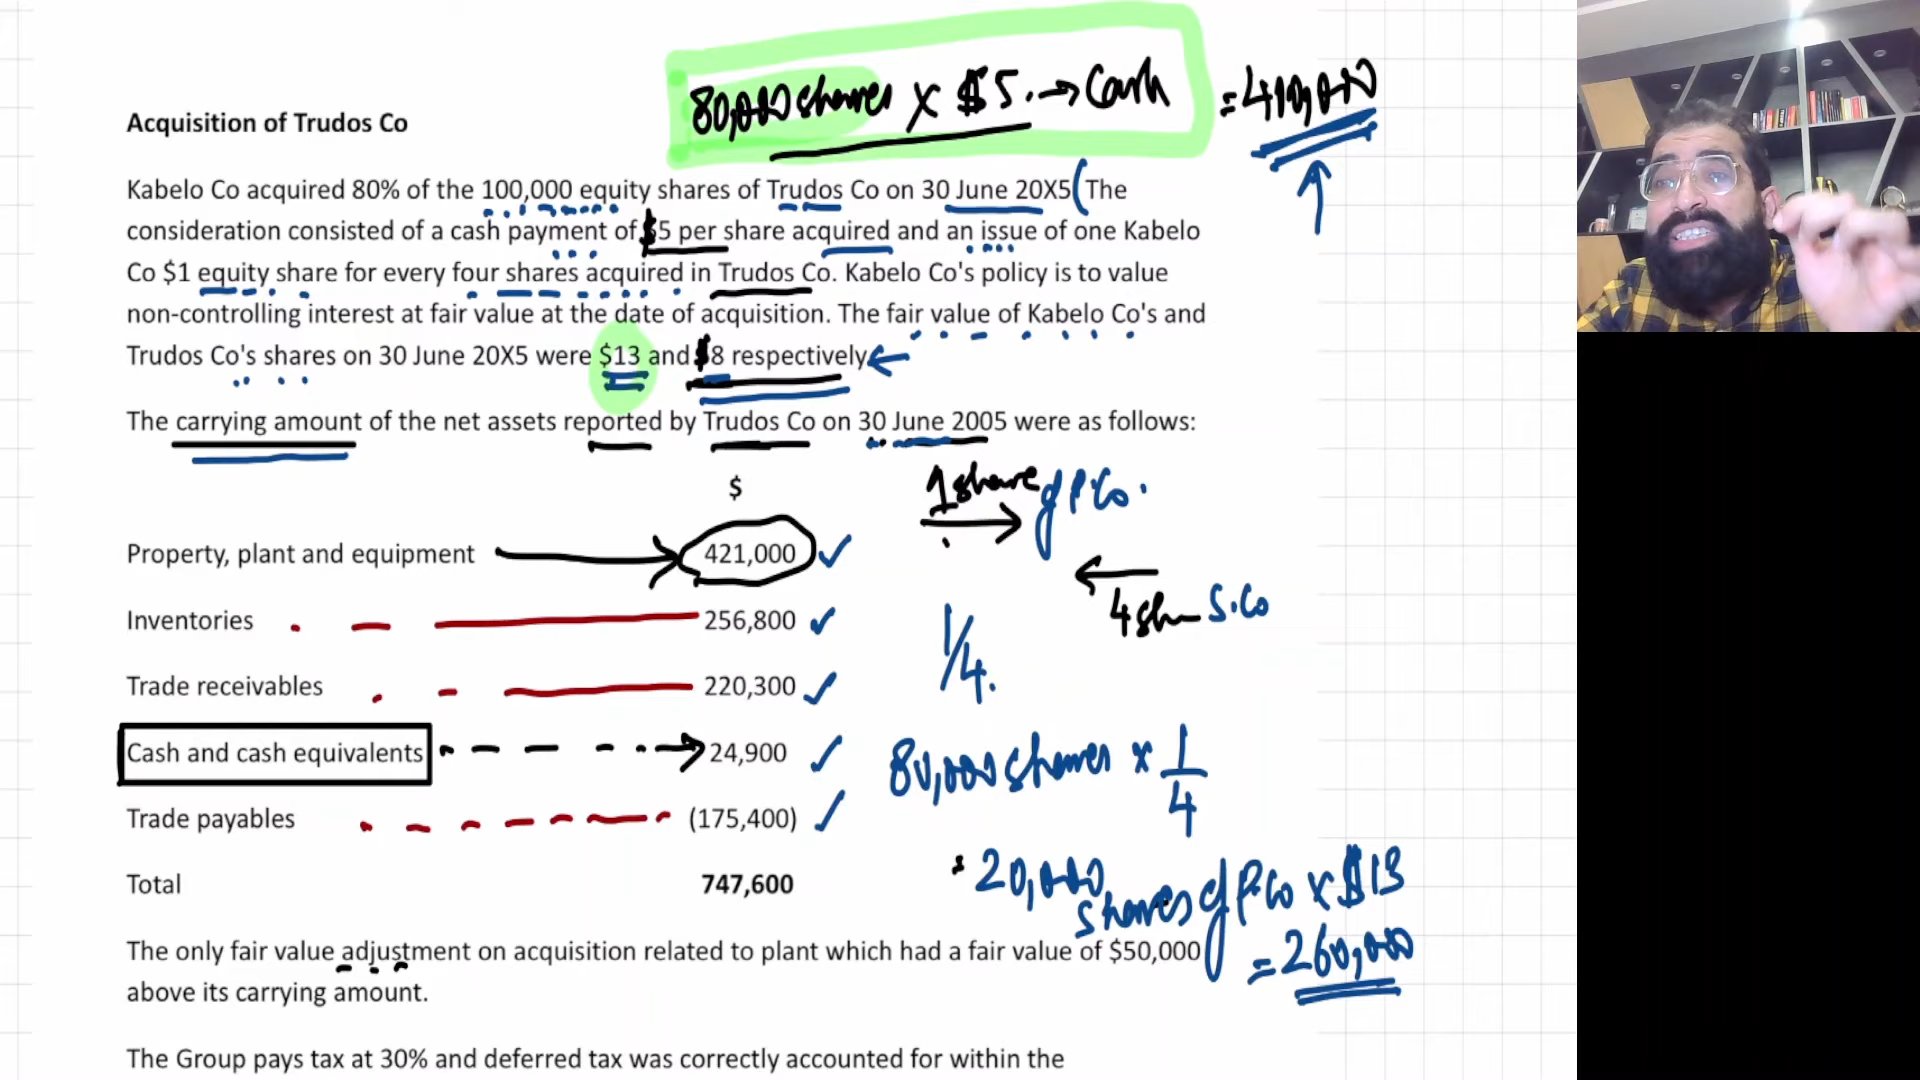 80,000 shares × $5. → Cash = 400,000
Acquisition of Trudos Co
Kabelo Co acquired 80% of the 100,000 equity shares of Trudos Co on 30 June 20X5 (The
consideration consisted of a cash payment of $5 per share acquired and an issue of one Kabelo
Co $1 equity share for every four shares acquired in Trudos Co. Kabelo Co's policy is to value
non-controlling interest at fair value at the date of acquisition. The fair value of Kabelo Co's and
Trudos Co's shares on 30 June 20X5 were $13 and $8 respectively
The carrying amount of the net assets reported by Trudos Co on 30 June 2005 were as follows:
$
1 share of P.Co.
Property, plant and equipment 421,000
4 sh S.Co
Inventories 256,800
1/4.
Trade receivables 220,300
Cash and cash equivalents 24,900
80,000 shares × 1/4
Trade payables (175,400)
Total 747,600
= 20,000 shares of P.Co × $13
= 260,000
The only fair value adjustment on acquisition related to plant which had a fair value of $50,000
above its carrying amount.
The Group pays tax at 30% and deferred tax was correctly accounted for within the